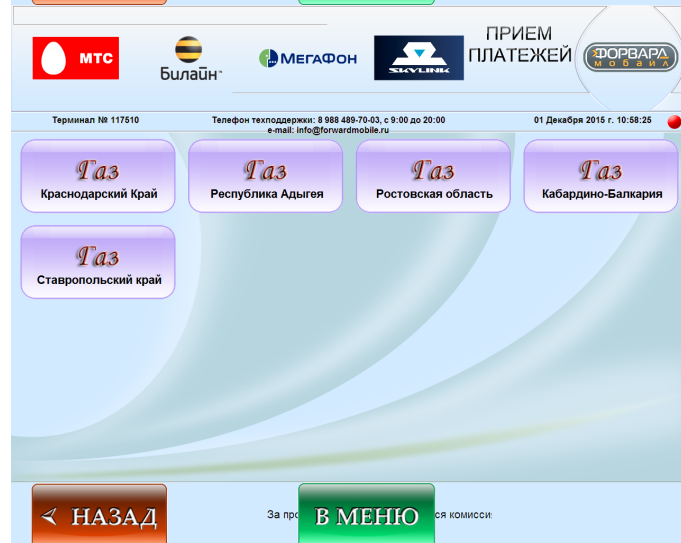 ПРИЕМ
ПЛАТЕЖЕЙ
МТС
Билайн
МЕГАФОН
SKYLINK
ФОРВАРД
мобайл
Терминал № 117510
Телефон техподдержки: 8 988 489-70-03, с 9:00 до 20:00
e-mail: info@forwardmobile.ru
01 Декабря 2015 г. 10:58:25
Газ
Краснодарский Край
Газ
Республика Адыгея
Газ
Ростовская область
Газ
Кабардино-Балкария
Газ
Ставропольский край
< НАЗАД
За
В МЕНЮ
комисси